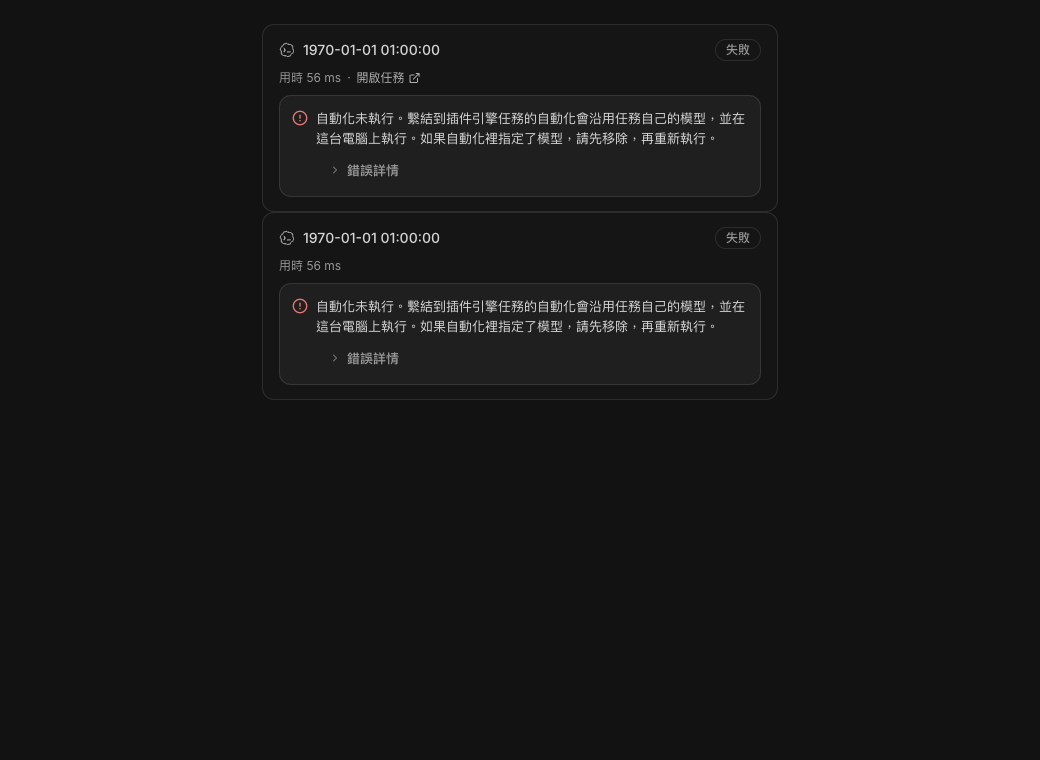 1970-01-01 01:00:00
失敗
用時 56 ms · 開啟任務
自動化未執行。繫結到插件引擎任務的自動化會沿用任務自己的模型，並在
這台電腦上執行。如果自動化裡指定了模型，請先移除，再重新執行。
錯誤詳情
1970-01-01 01:00:00
失敗
用時 56 ms
自動化未執行。繫結到插件引擎任務的自動化會沿用任務自己的模型，並在
這台電腦上執行。如果自動化裡指定了模型，請先移除，再重新執行。
錯誤詳情